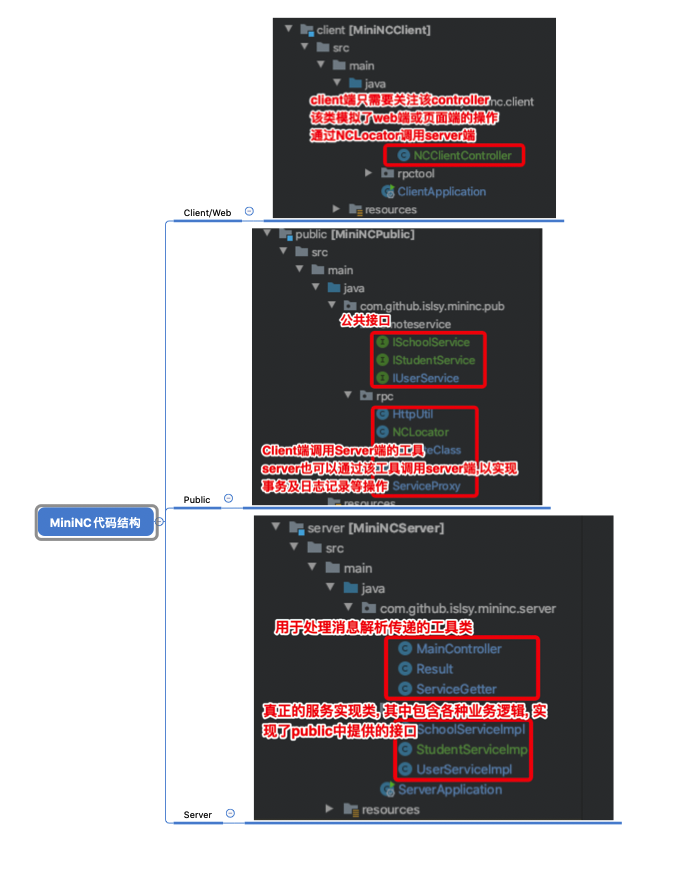 client [MiniNCClient]
src
main
java
client端只需要关注该controller
nc.client
该类模拟了web端或页面端的操作
通过NCLocator调用server端
NCClientController
rpctool
ClientApplication
resources
Client/Web
public [MiniNCPublic]
src
main
java
com.github.islsy.mininc.pub
公共接口
noteservice
ISchoolService
IStudentService
IUserService
rpc
HttpUtil
NCLocator
Client端调用Server端的工具
eClass
server也可以通过该工具调用server端,以实现
事务及日志记录等操作
ServiceProxy
resources
Public
MiniNC代码结构
server [MiniNCServer]
src
main
java
com.github.islsy.mininc.server
用于处理消息解析传递的工具类
MainController
Result
ServiceGetter
真正的服务实现类, 其中包含各种业务逻辑, 实
现了public中提供的接口
SchoolServiceImpl
StudentServiceImp
UserServiceImpl
ServerApplication
resources
Server